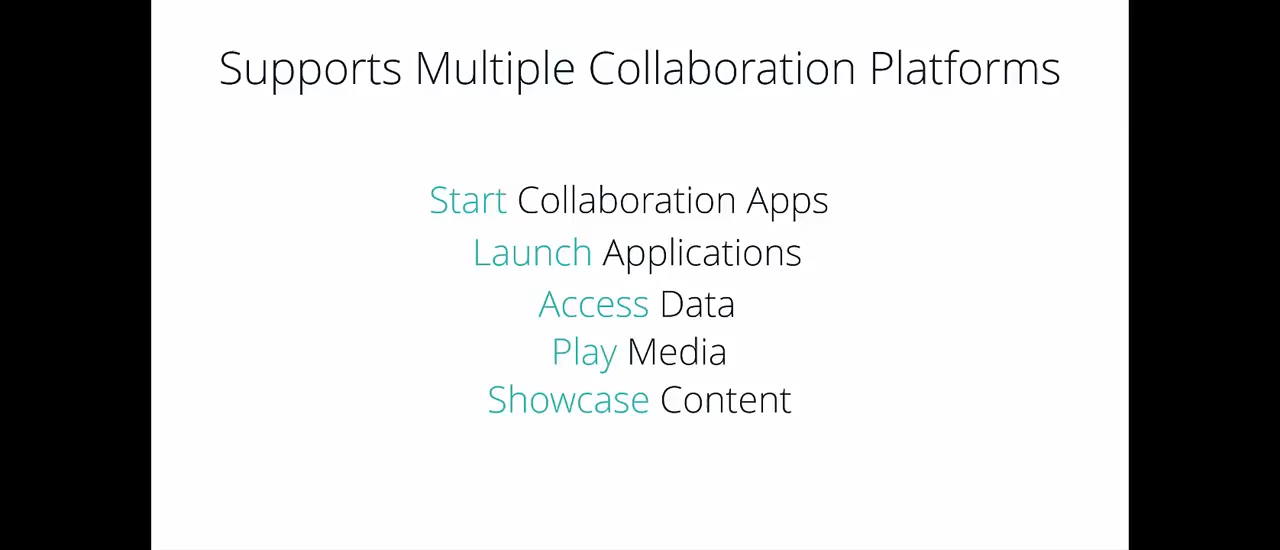 Supports Multiple Collaboration Platforms
Start Collaboration Apps
Launch Applications
Access Data
Play Media
Showcase Content